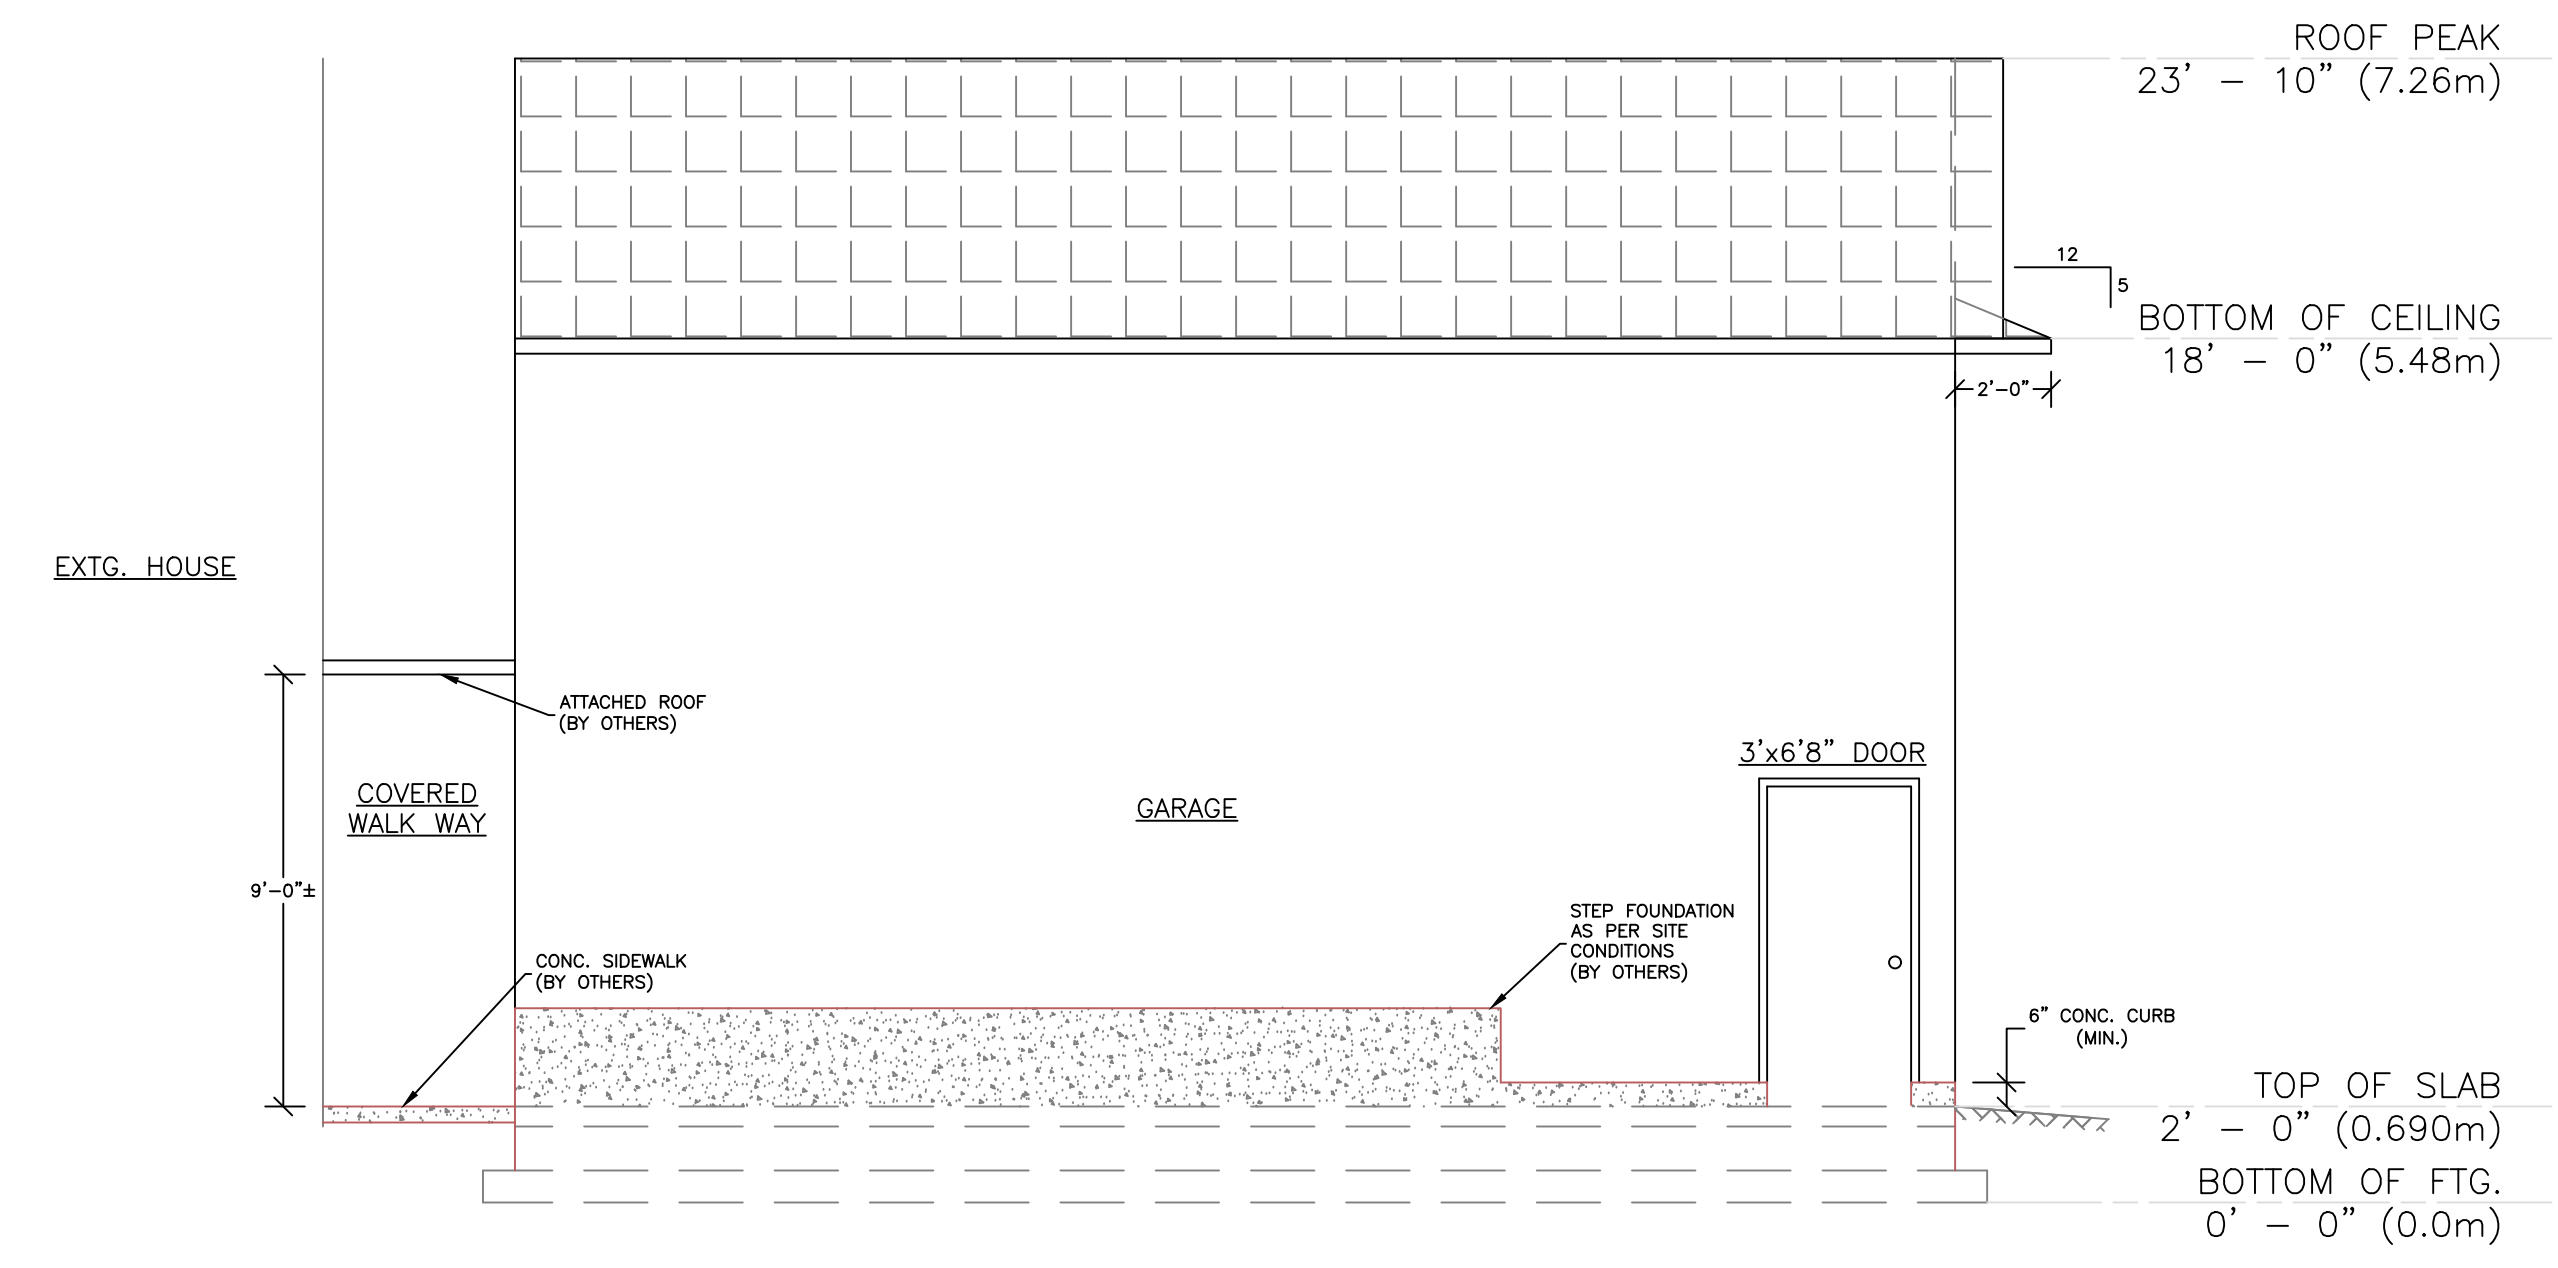 ROOF PEAK
23' - 10" (7.26m)
12
5
BOTTOM OF CEILING
18' - 0" (5.48m)
2'-0"
EXTG. HOUSE
ATTACHED ROOF
(BY OTHERS)
3'x6'8" DOOR
COVERED
WALK WAY
GARAGE
9'-0"±
STEP FOUNDATION
AS PER SITE
CONDITIONS
(BY OTHERS)
CONC. SIDEWALK
(BY OTHERS)
6" CONC. CURB
(MIN.)
TOP OF SLAB
2' - 0" (0.690m)
BOTTOM OF FTG.
0' - 0" (0.0m)